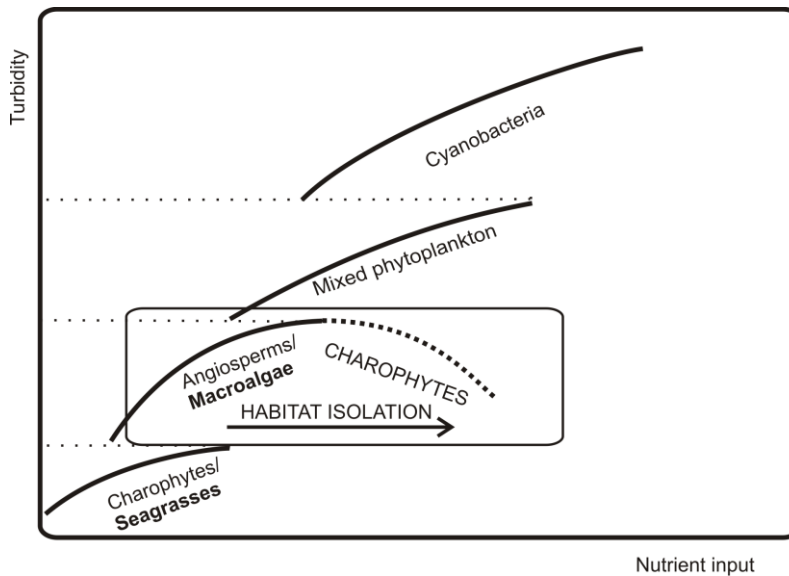 Turbidity
Cyanobacteria
Mixed phytoplankton
Angiosperms/
Macroalgae
CHAROPHYTES
HABITAT ISOLATION
Charophytes/
Seagrasses
Nutrient input